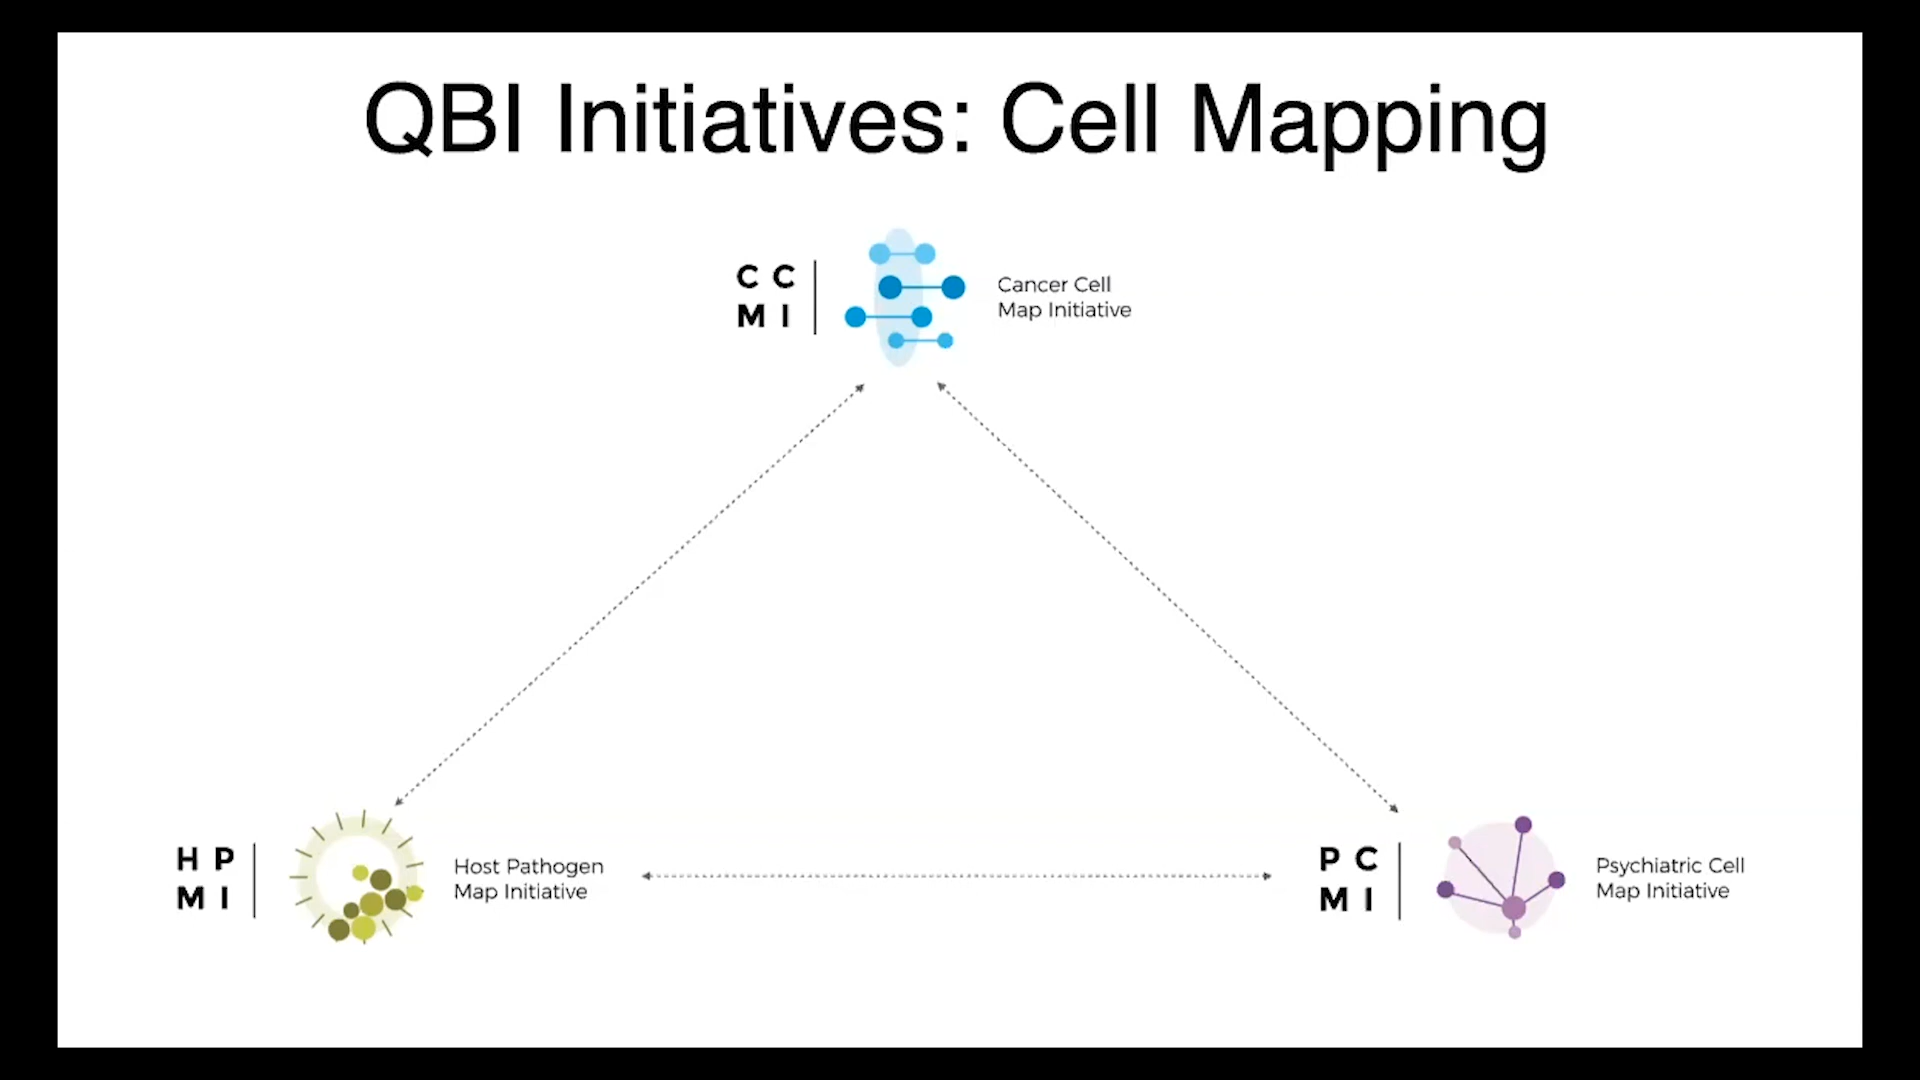 QBI Initiatives: Cell Mapping
C C
M I
Cancer Cell
Map Initiative
H P
M I
Host Pathogen
Map Initiative
P C
M I
Psychiatric Cell
Map Initiative